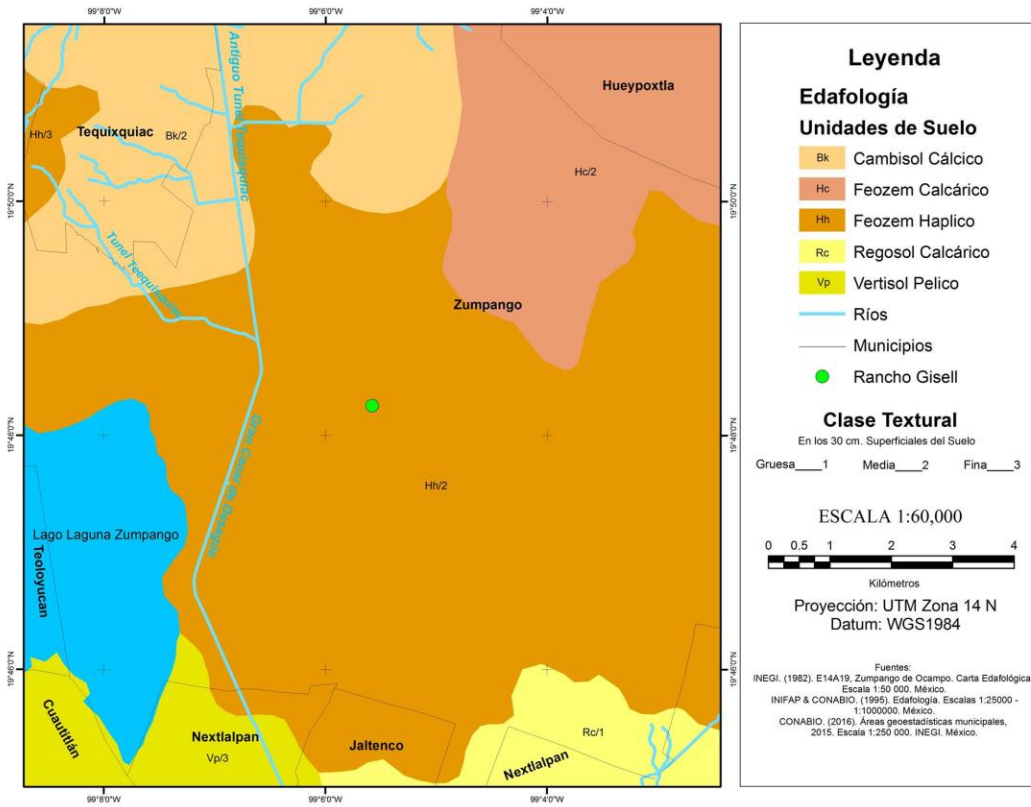 99°8'0"W
99°6'0"W
99°4'0"W
Hueypoxtla
Antiguo Tunel Tequisquiac
Hh/3
Tequixquiac
Bk/2
Hc/2
19°50'0"N
19°50'0"N
Tunel Teequisquiac
Zumpango
19°48'0"N
19°48'0"N
Gran Canal de Desagüe
Hh/2
Lago Laguna Zumpango
Teoloyucan
19°46'0"N
19°46'0"N
Cuautitlán
Nextlalpan
Vp/3
Jaltenco
Rc/1
Nextlalpan
99°8'0"W
99°6'0"W
99°4'0"W
Leyenda
Edafología
Unidades de Suelo
Bk Cambisol Cálcico
Hc Feozem Calcárico
Hh Feozem Haplico
Rc Regosol Calcárico
Vp Vertisol Pelico
Ríos
Municipios
Rancho Gisell
Clase Textural
En los 30 cm. Superficiales del Suelo
Gruesa____1 Media____2 Fina____3
ESCALA 1:60,000
0 0.5 1 2 3 4
Kilómetros
Proyección: UTM Zona 14 N
Datum: WGS1984
Fuentes:
INEGI. (1982). E14A19, Zumpango de Ocampo. Carta Edafológica
Escala 1:50 000. México.
INIFAP & CONABIO. (1995). Edafología. Escalas 1:25000 -
1:1000000. México.
CONABIO. (2016). Áreas geoestadísticas municipales,
2015. Escala 1:250 000. INEGI. México.